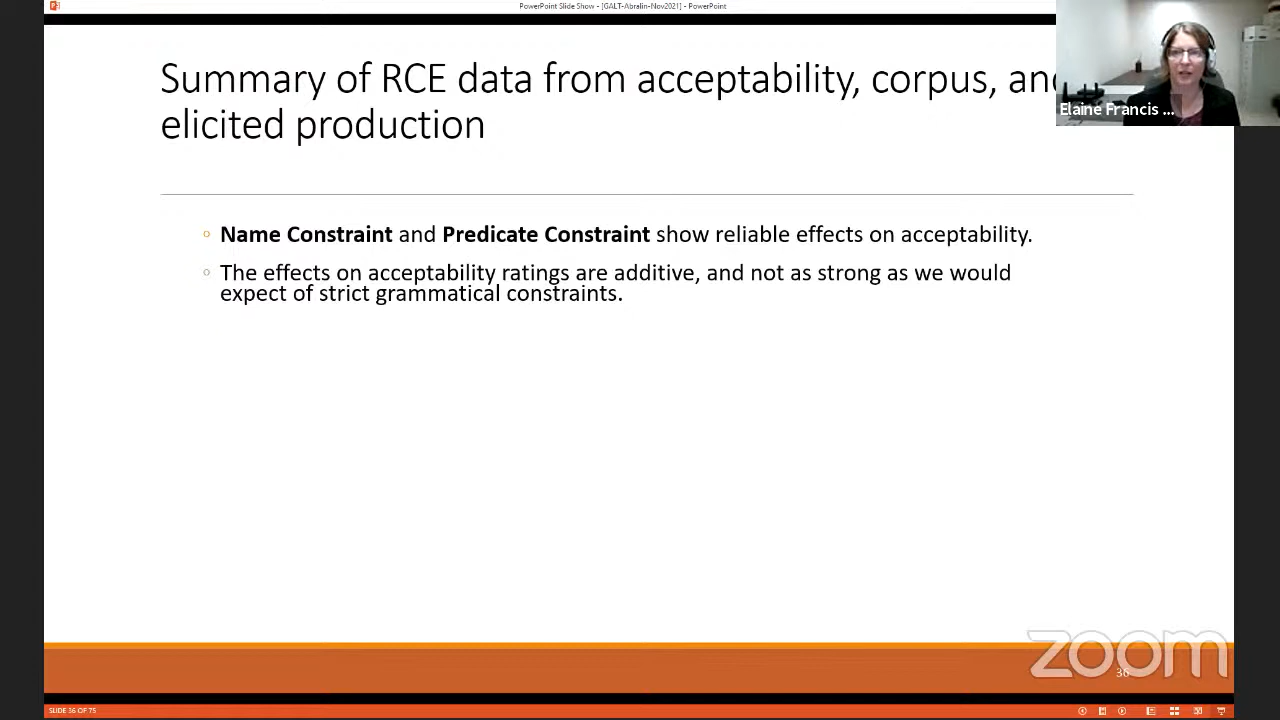 PowerPoint Slide Show - [GALT-Abralin-Nov2021] - PowerPoint
Summary of RCE data from acceptability, corpus, and
elicited production
Elaine Francis ...
Name Constraint and Predicate Constraint show reliable effects on acceptability.
The effects on acceptability ratings are additive, and not as strong as we would
expect of strict grammatical constraints.
zoom
36
SLIDE 36 OF 75